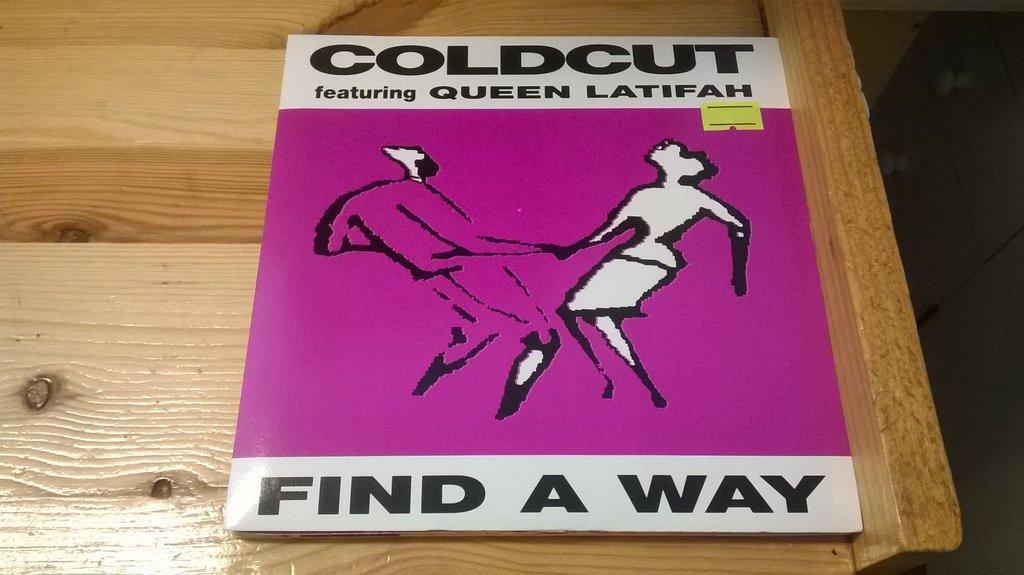 COLDCUT
featuring QUEEN LATIFAH
FIND A WAY